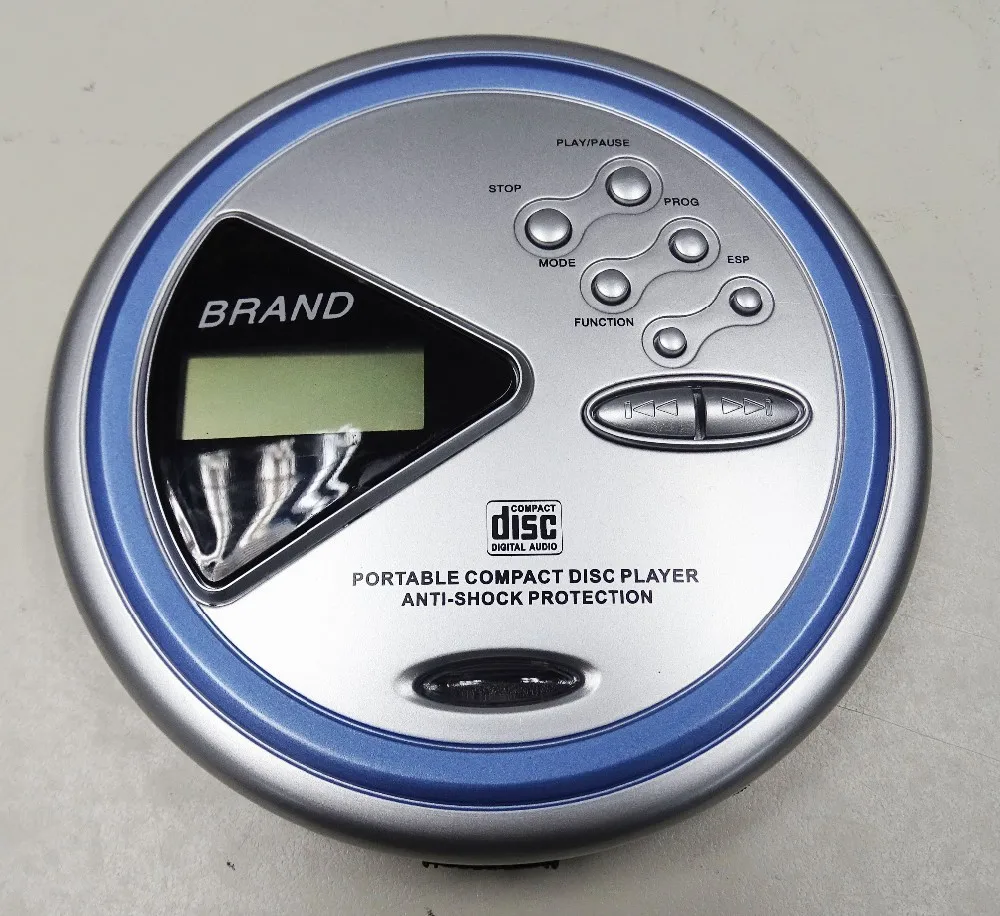 PLAY/PAUSE
STOP
PROG
MODE
ESP
BRAND
FUNCTION
COMPACT
disc
DIGITAL AUDIO
PORTABLE COMPACT DISC PLAYER
ANTI-SHOCK PROTECTION